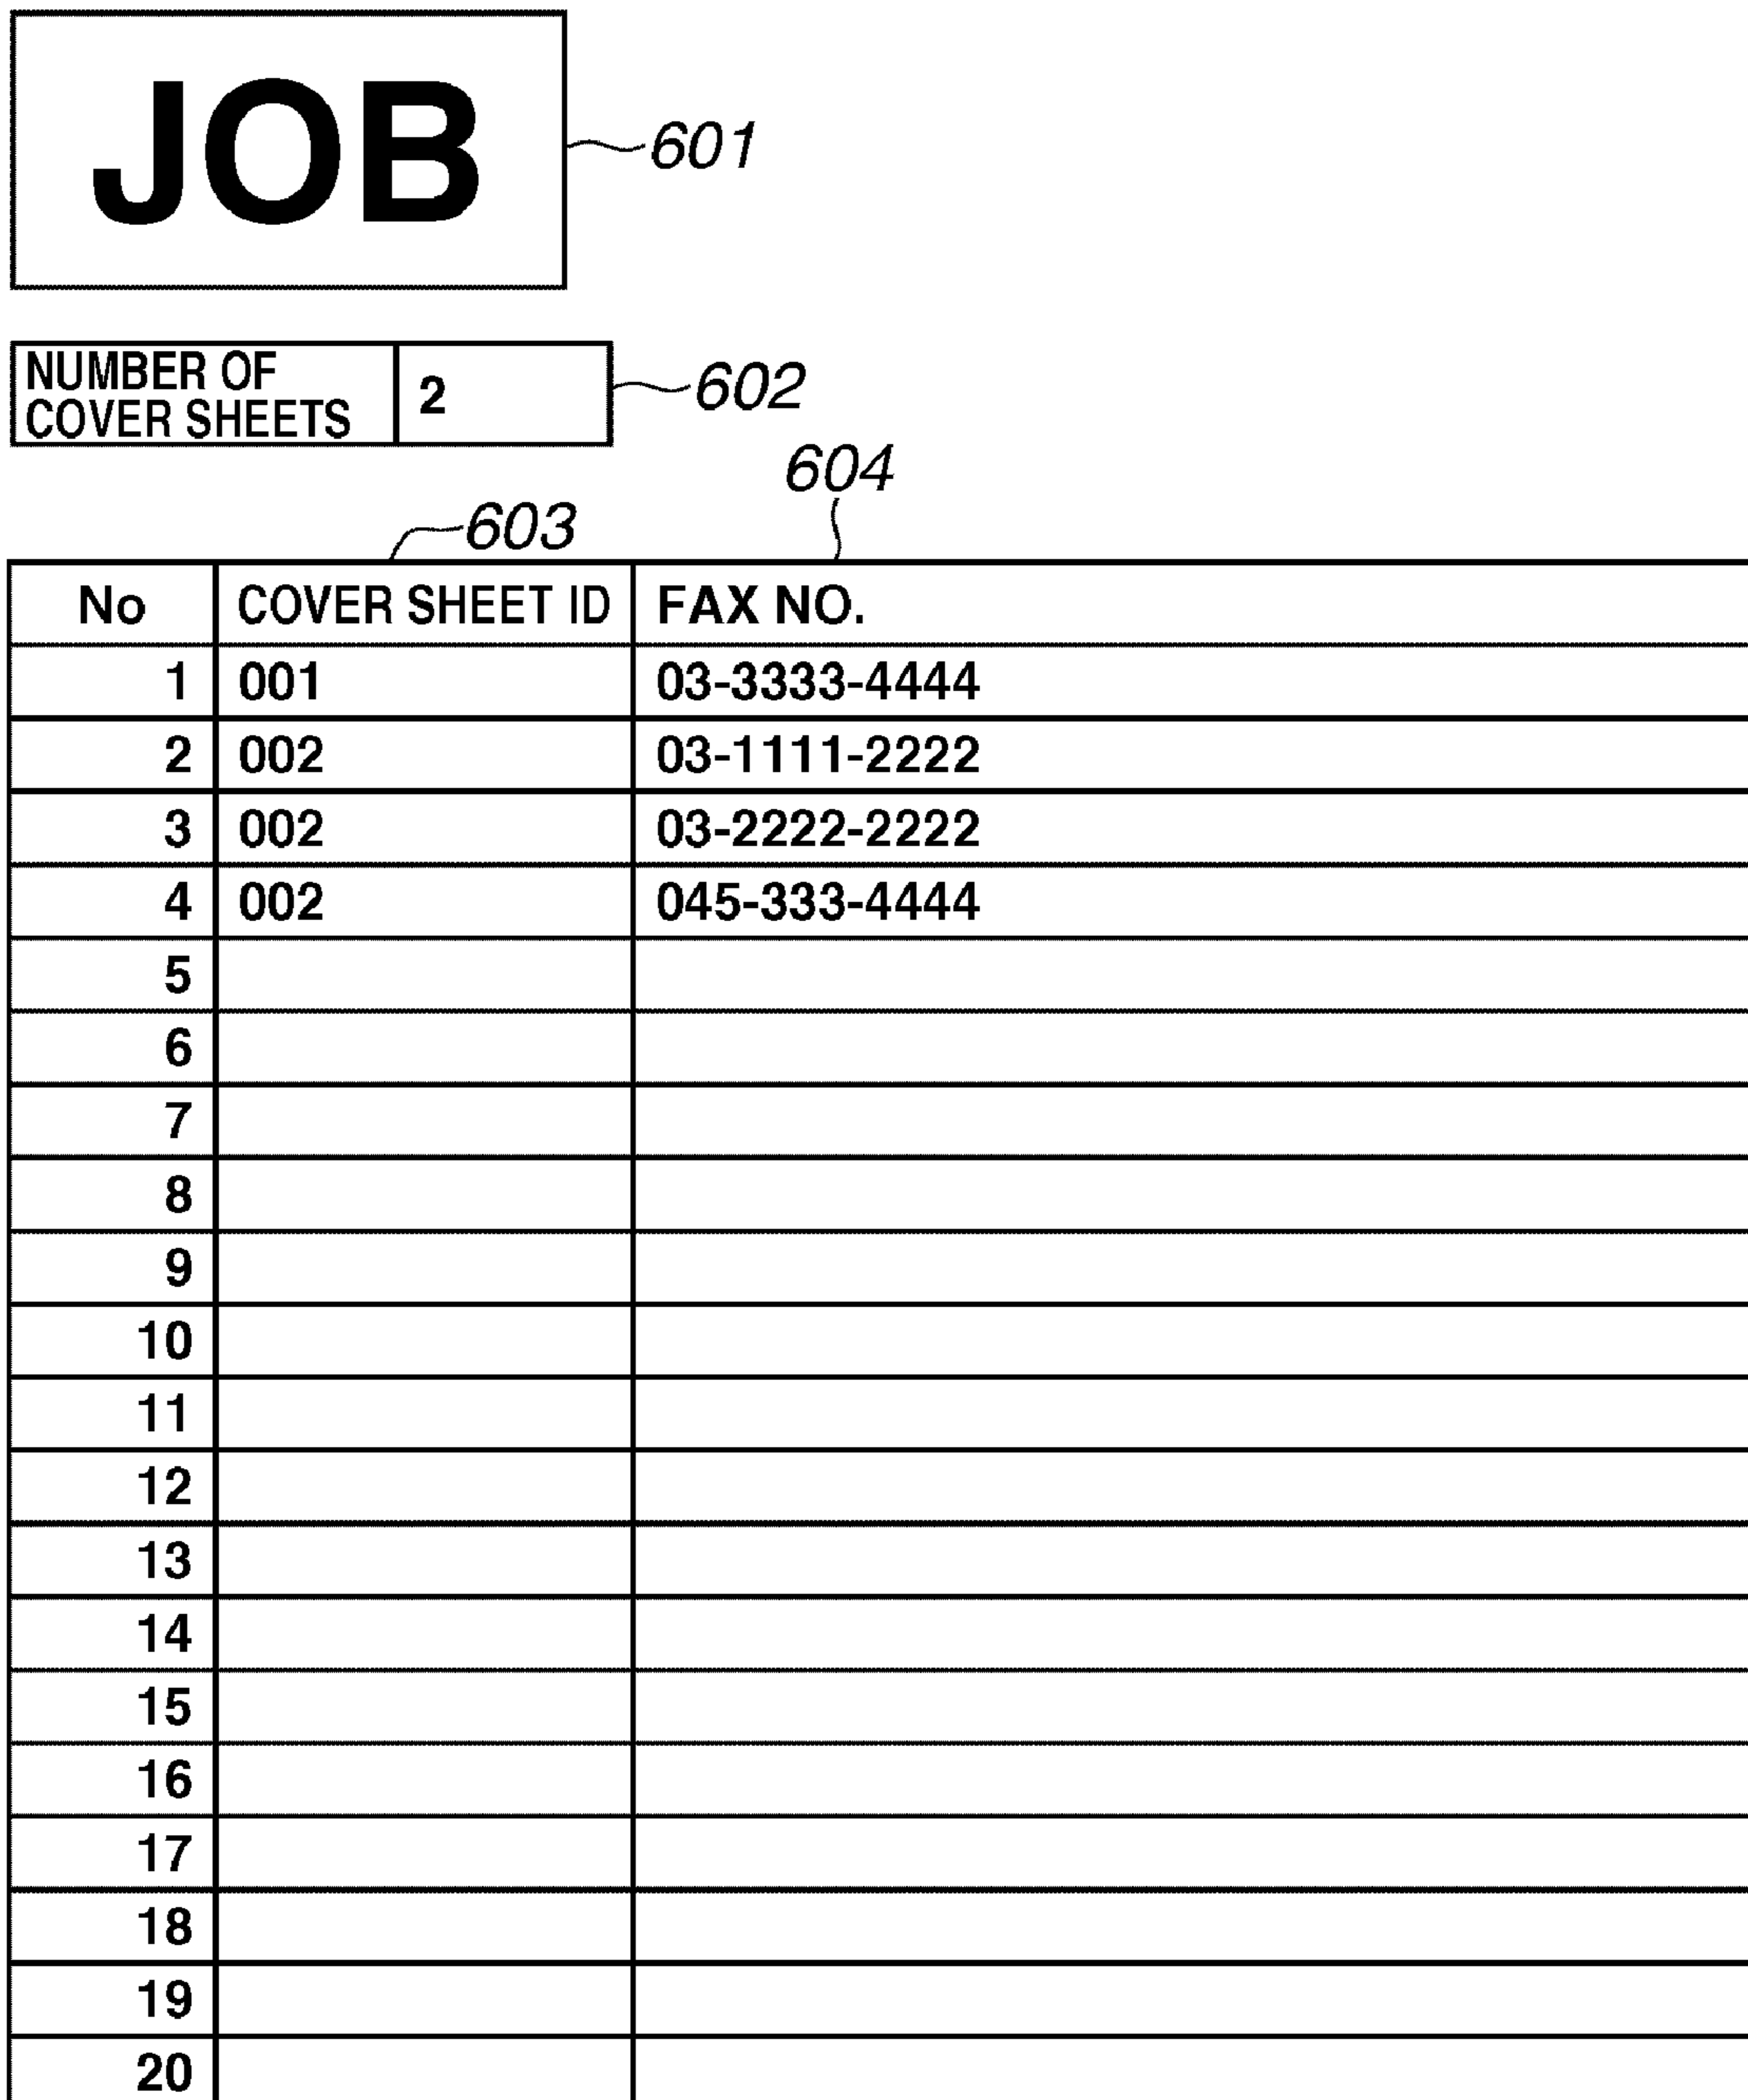 JOB
601
NUMBER OF
COVER SHEETS 2
602
604
603
No COVER SHEET ID FAX NO.
1 001 03-3333-4444
2 002 03-1111-2222
3 002 03-2222-2222
4 002 045-333-4444
5
6
7
8
9
10
11
12
13
14
15
16
17
18
19
20